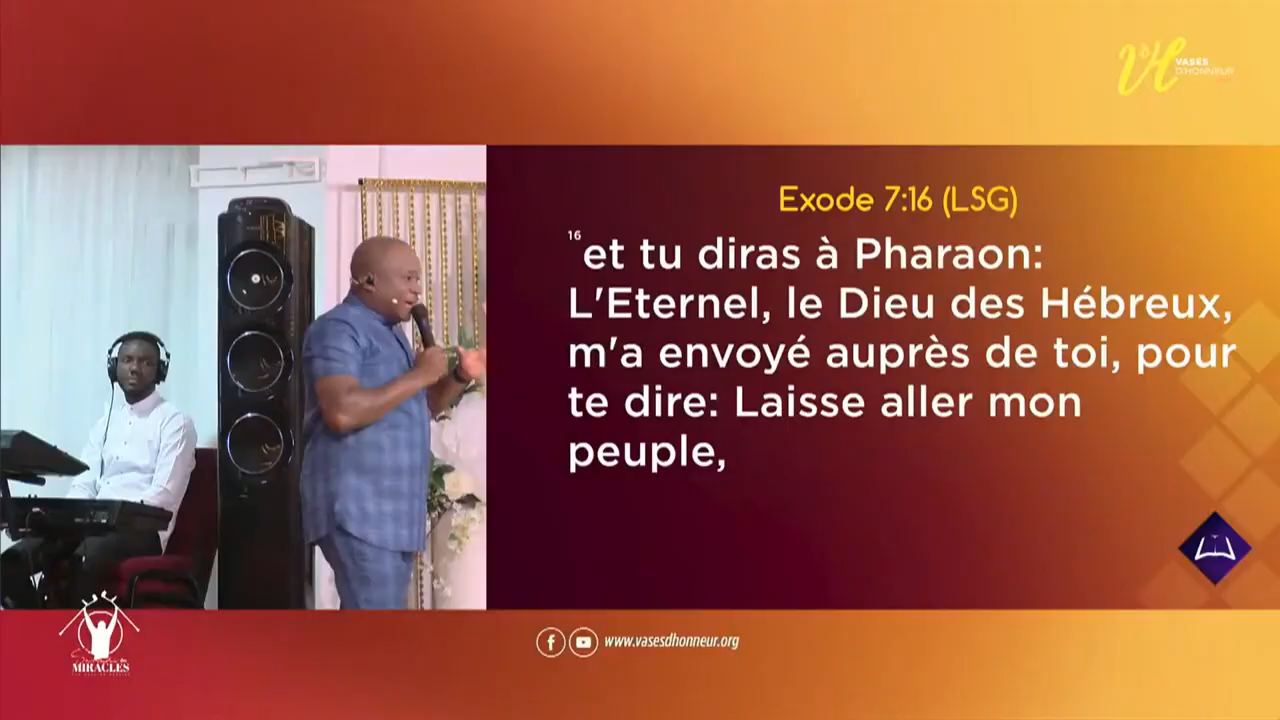 VASES
D'HONNEUR
Exode 7:16 (LSG)
16 et tu diras à Pharaon:
L'Eternel, le Dieu des Hébreux,
m'a envoyé auprès de toi, pour
te dire: Laisse aller mon
peuple,
www.vasesdhonneur.org
MIRACLES